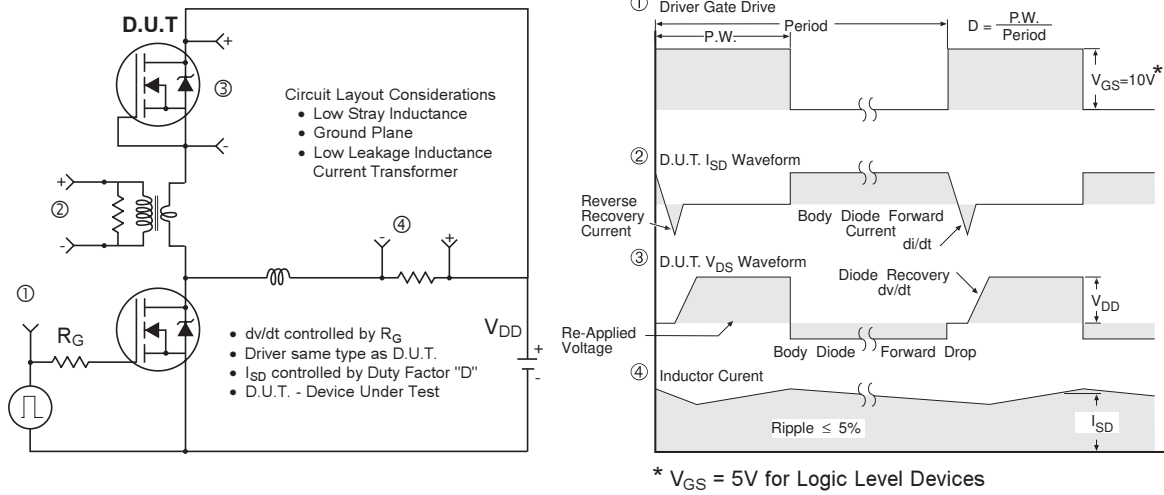 D.U.T
+
③
-
Circuit Layout Considerations
• Low Stray Inductance
• Ground Plane
• Low Leakage Inductance
Current Transformer
+
②
-
④
-
+
①
RG
VDD
+
-
• dv/dt controlled by RG
• Driver same type as D.U.T.
• ISD controlled by Duty Factor "D"
• D.U.T. - Device Under Test
① Driver Gate Drive
Period
P.W.
D = P.W.
Period
VGS=10V*
② D.U.T. ISD Waveform
Reverse
Recovery
Current
Body Diode Forward
Current
di/dt
③ D.U.T. VDS Waveform
Diode Recovery
dv/dt
VDD
Re-Applied
Voltage
Body Diode Forward Drop
④ Inductor Curent
Ripple ≤ 5%
ISD
* VGS = 5V for Logic Level Devices